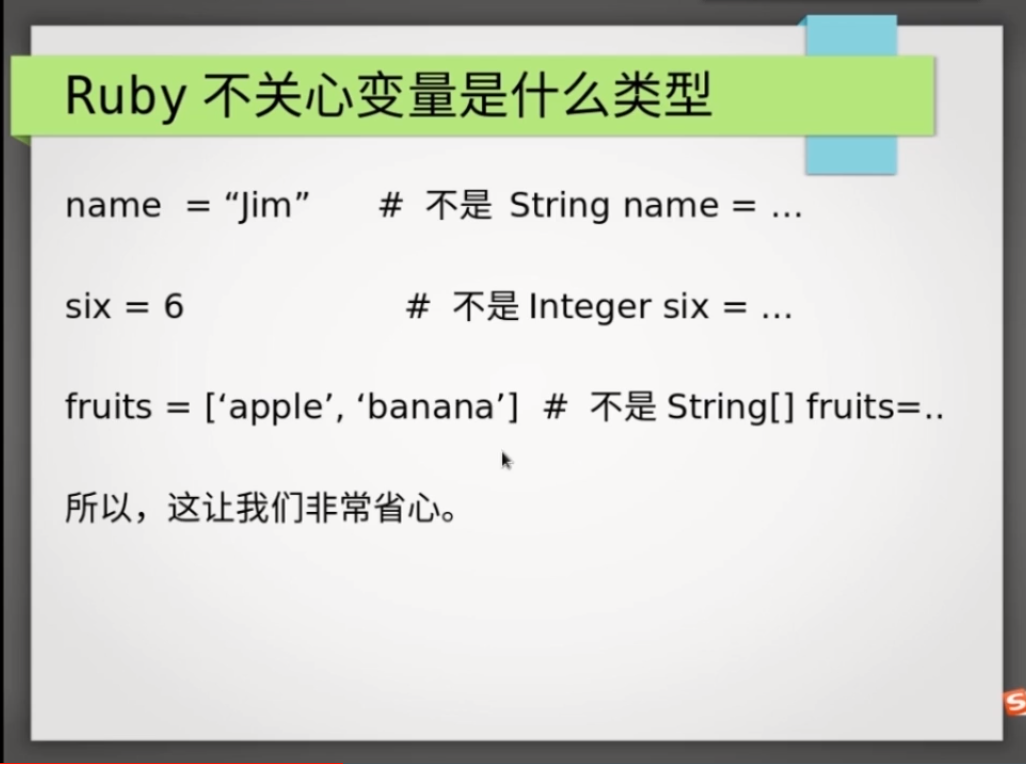 Ruby 不关心变量是什么类型
name = “Jim” # 不是 String name = ...
six = 6 # 不是 Integer six = ...
fruits = [‘apple’, ‘banana’] # 不是 String[] fruits=..
所以，这让我们非常省心。
S